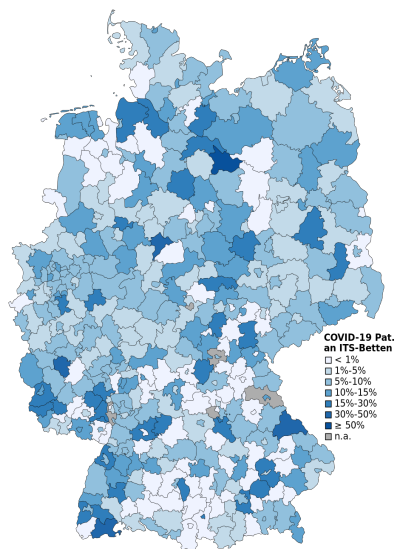 COVID-19 Pat.
an ITS-Betten
< 1%
1%-5%
5%-10%
10%-15%
15%-30%
30%-50%
≥ 50%
n.a.